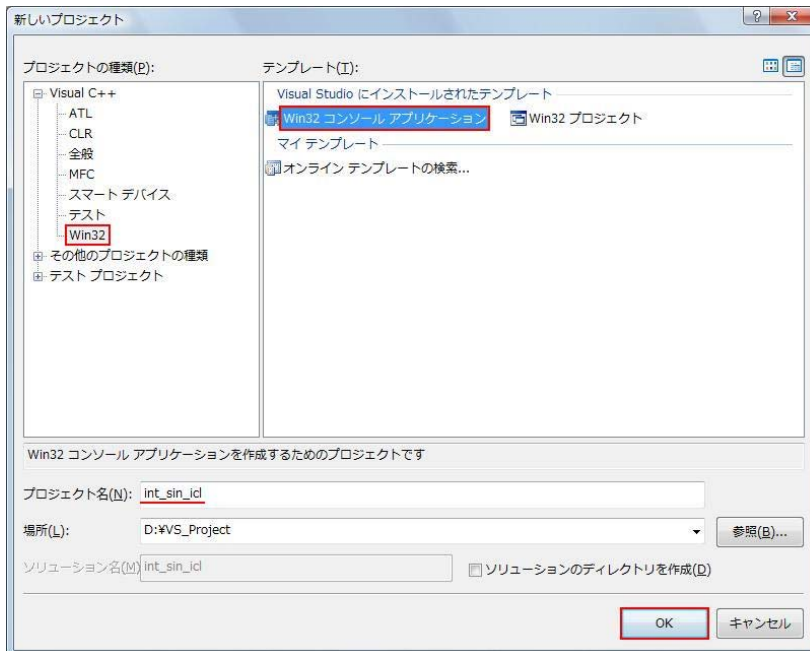 新しいプロジェクト
プロジェクトの種類(P):
Visual C++
ATL
CLR
全般
MFC
スマート デバイス
テスト
Win32
その他のプロジェクトの種類
テスト プロジェクト
テンプレート(T):
Visual Studio にインストールされたテンプレート
Win32 コンソール アプリケーション
Win32 プロジェクト
マイ テンプレート
オンライン テンプレートの検索...
Win32 コンソール アプリケーションを作成するためのプロジェクトです
プロジェクト名(N): int_sin_icl
場所(L): D:¥VS_Project 参照(B)...
ソリューション名(M) int_sin_icl ソリューションのディレクトリを作成(D)
OK キャンセル